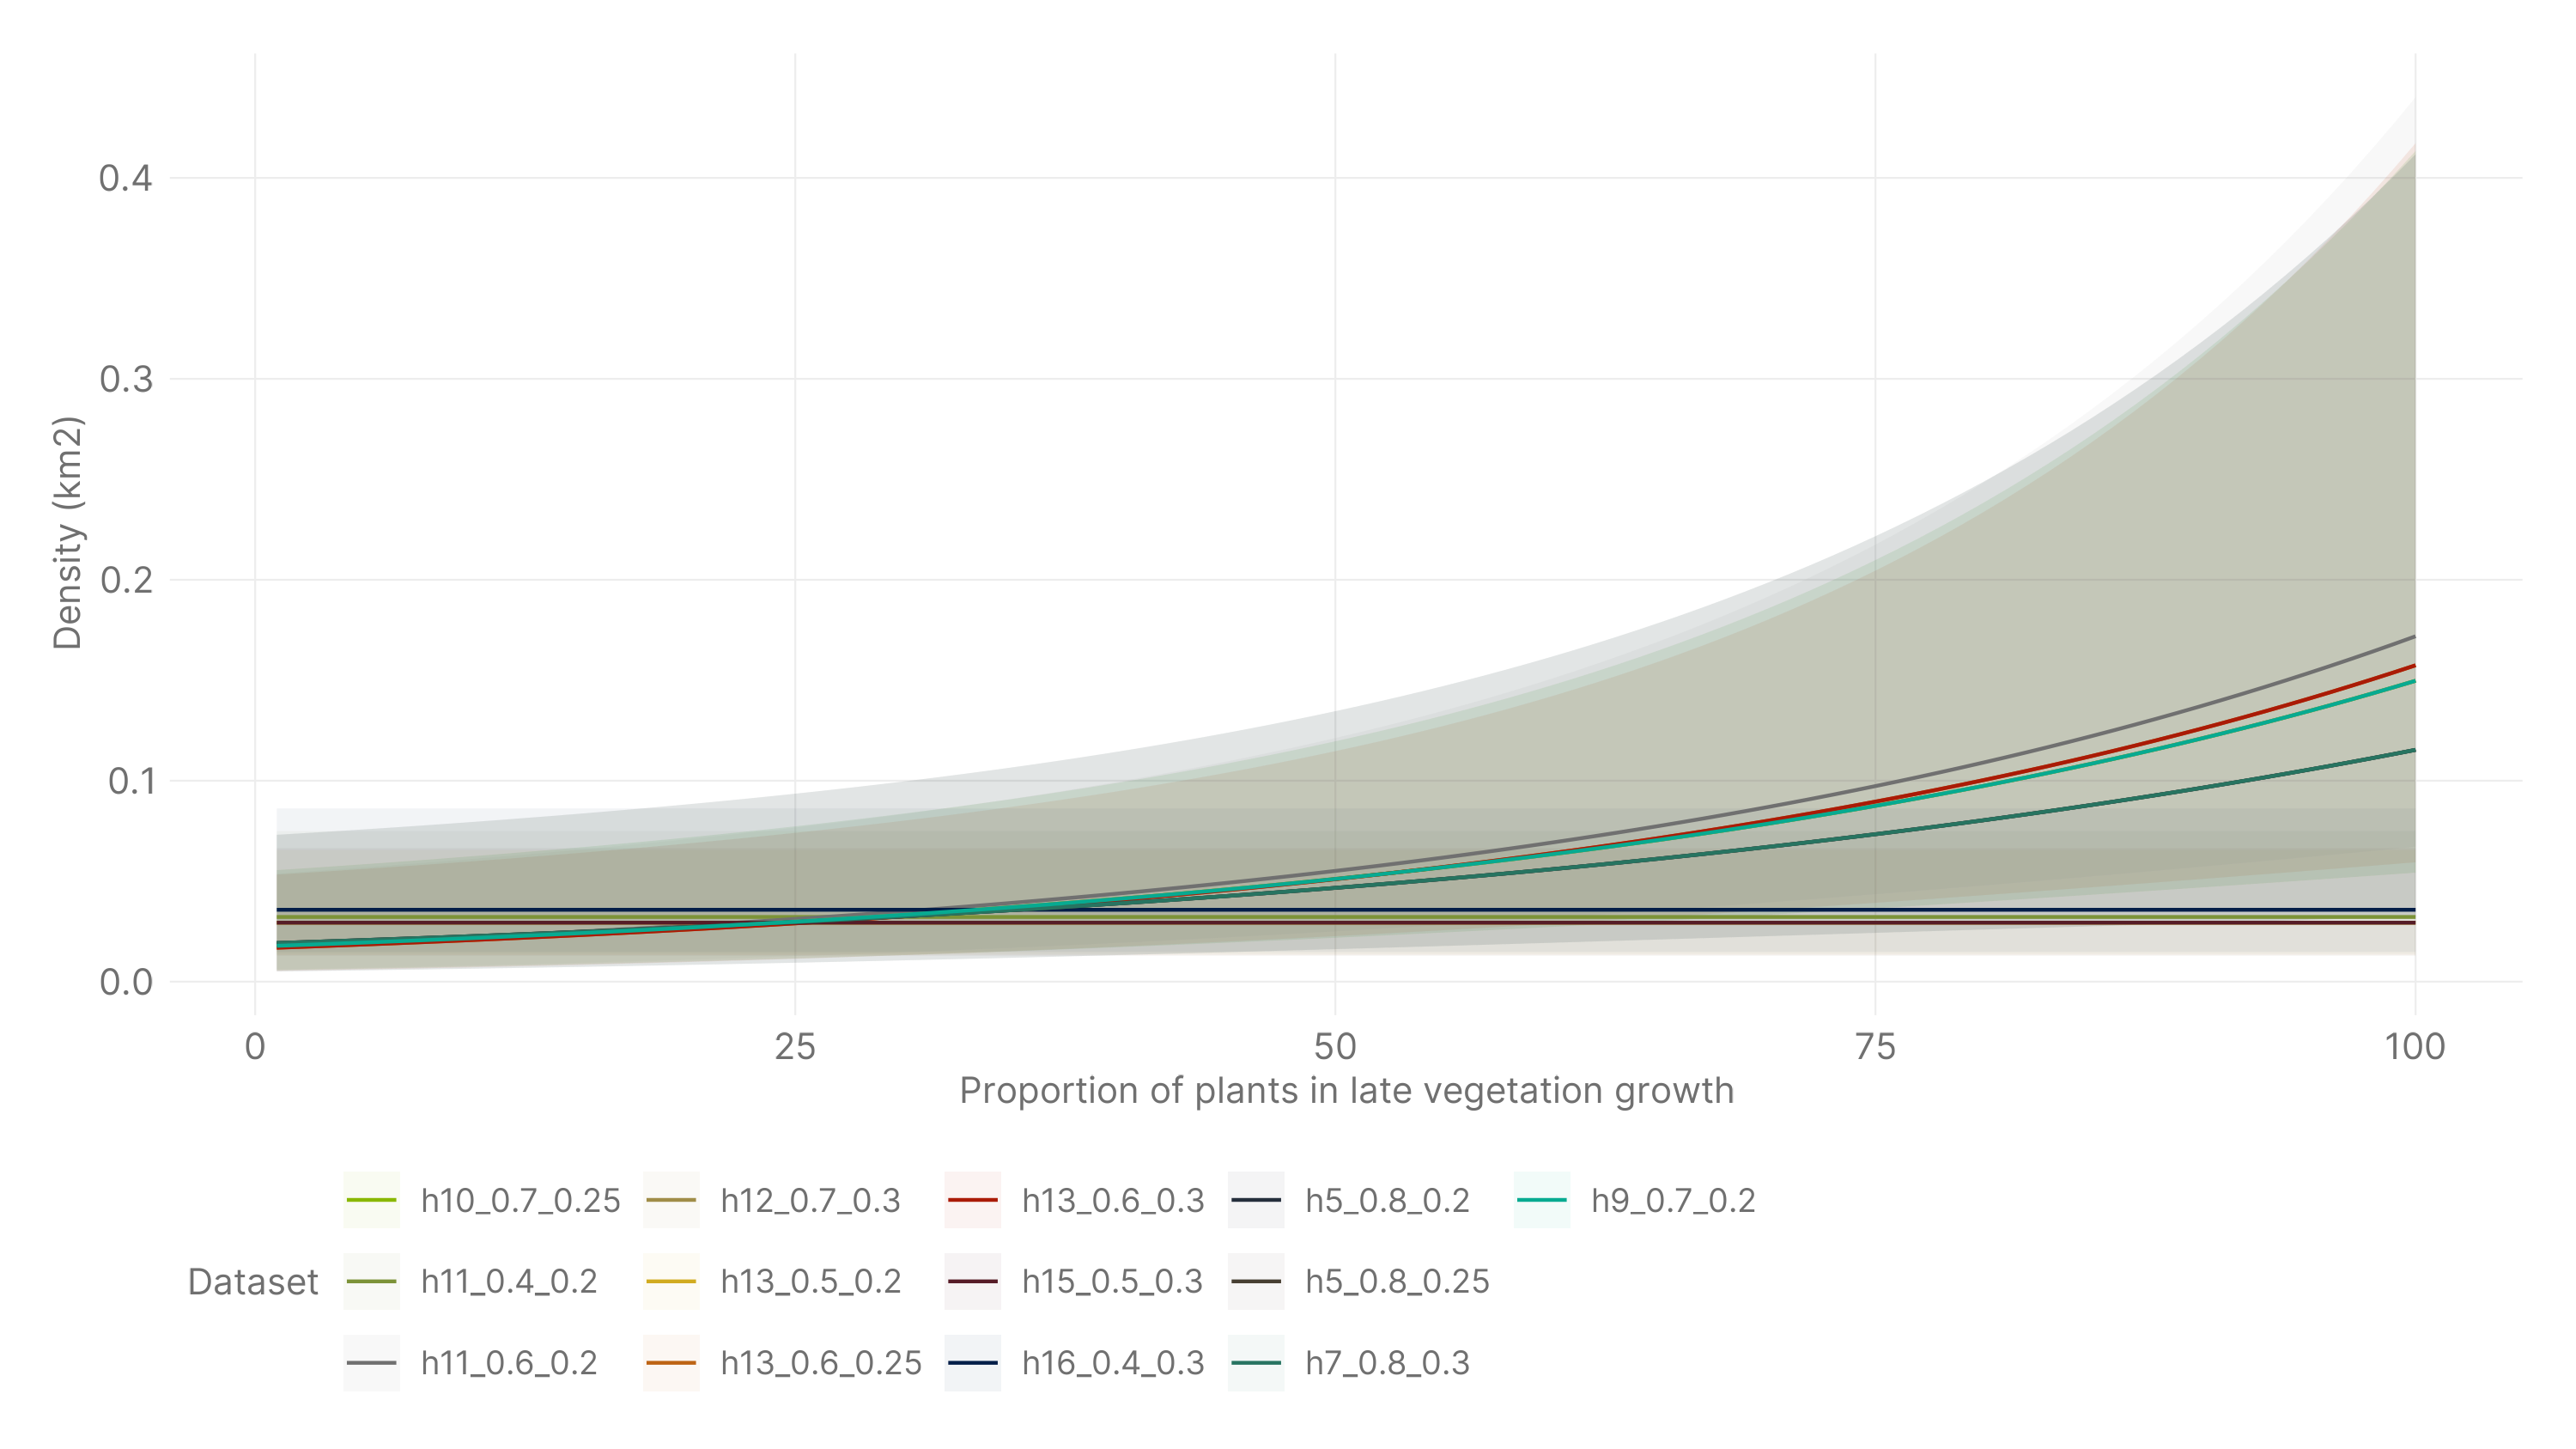 0.4
0.3
0.2
0.1
0.0
Density (km2)
0 25 50 75 100
Proportion of plants in late vegetation growth
Dataset
h10_0.7_0.25 h12_0.7_0.3 h13_0.6_0.3 h5_0.8_0.2 h9_0.7_0.2
h11_0.4_0.2 h13_0.5_0.2 h15_0.5_0.3 h5_0.8_0.25
h11_0.6_0.2 h13_0.6_0.25 h16_0.4_0.3 h7_0.8_0.3